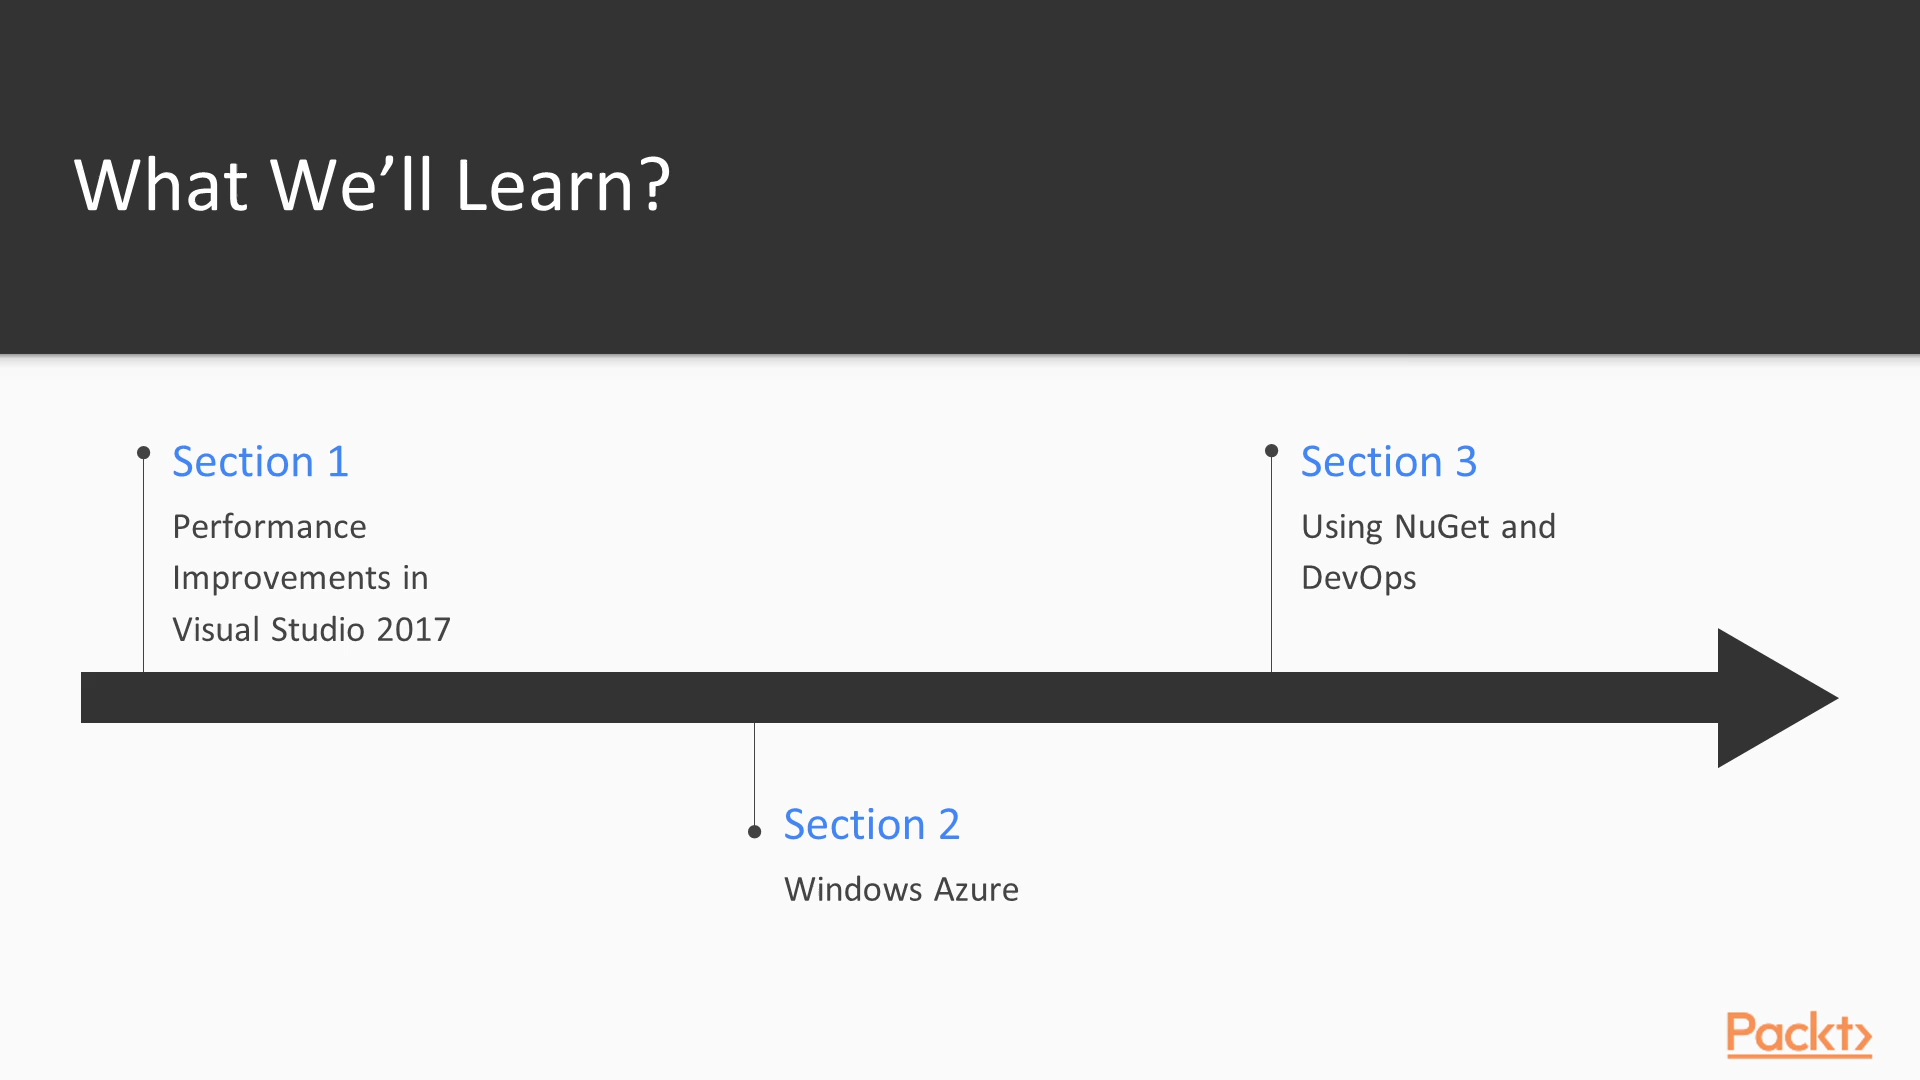 What We’ll Learn?
Section 1
Performance
Improvements in
Visual Studio 2017
Section 2
Windows Azure
Section 3
Using NuGet and
DevOps
Packt>